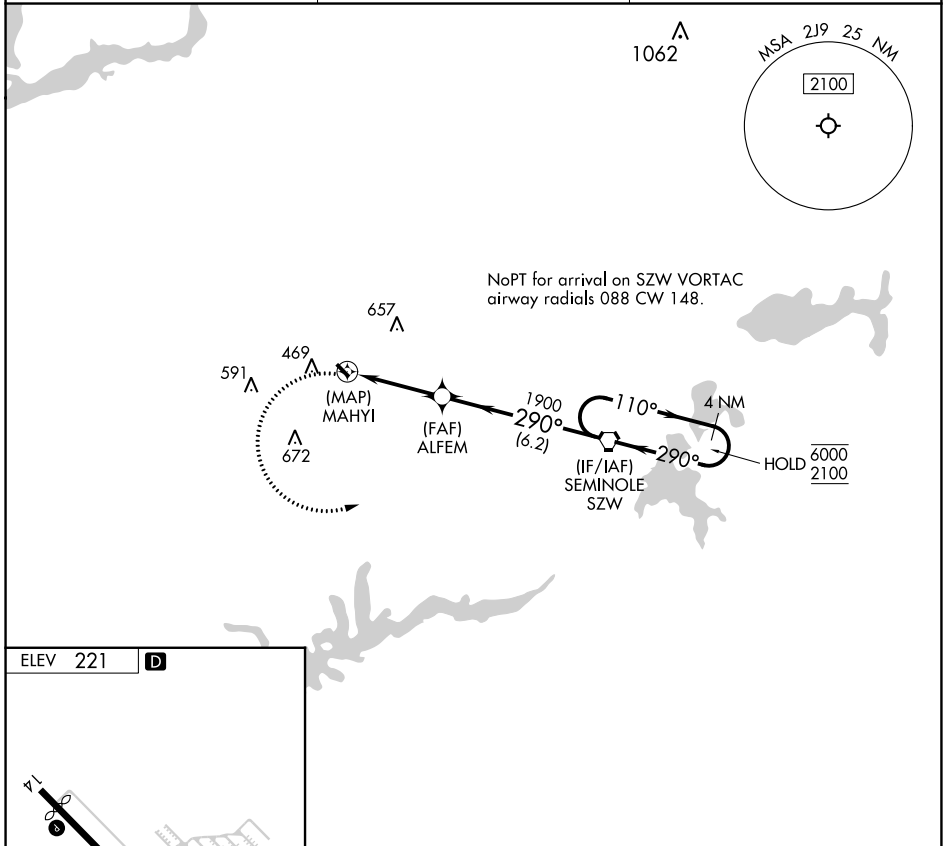 1062
MSA 2J9 25 NM
2100
NoPT for arrival on SZW VORTAC
airway radials 088 CW 148.
657
469
591
(MAP)
MAHYI
672
(FAF)
ALFEM
1900
290°
(6.2)
110°
4 NM
290°
(IF/IAF)
SEMINOLE
SZW
HOLD 6000
2100
ELEV 221 D
14
P